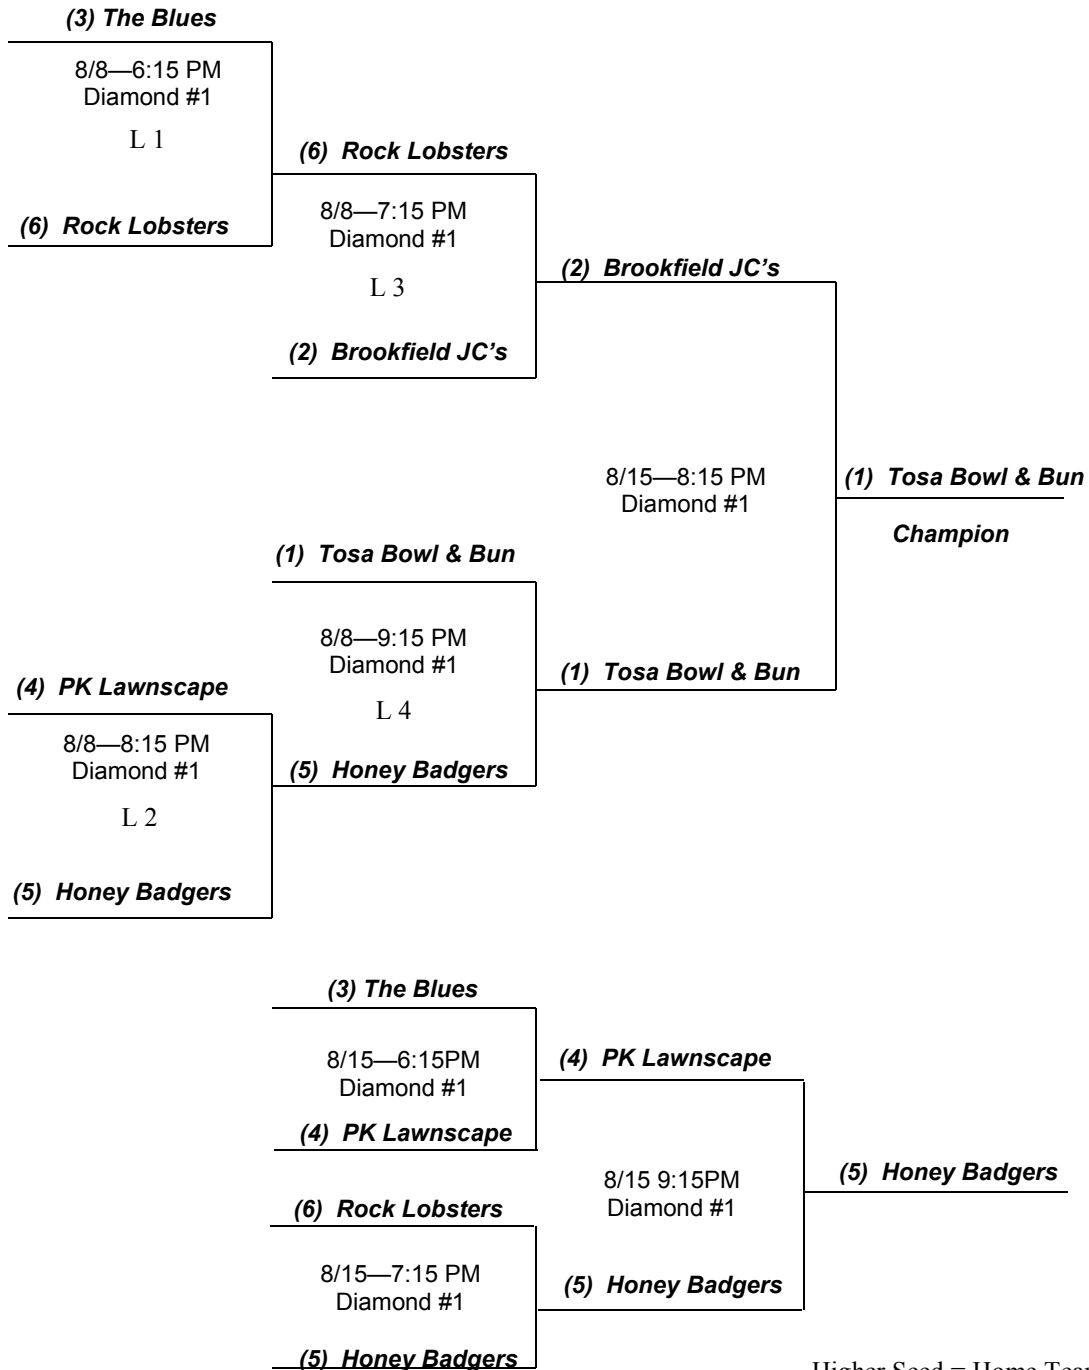 (3) The Blues
8/8—6:15 PM
Diamond #1
L 1
(6) Rock Lobsters
(6) Rock Lobsters
8/8—7:15 PM
Diamond #1
L 3
(2) Brookfield JC's
(2) Brookfield JC's
8/15—8:15 PM
Diamond #1
(1) Tosa Bowl & Bun
Champion
(1) Tosa Bowl & Bun
8/8—9:15 PM
Diamond #1
L 4
(1) Tosa Bowl & Bun
(4) PK Lawnscape
8/8—8:15 PM
Diamond #1
L 2
(5) Honey Badgers
(5) Honey Badgers
(3) The Blues
8/15—6:15PM
Diamond #1
(4) PK Lawnscape
(4) PK Lawnscape
8/15 9:15PM
Diamond #1
(5) Honey Badgers
(6) Rock Lobsters
8/15—7:15 PM
Diamond #1
(5) Honey Badgers
(5) Honey Badgers
Higher Seed = Home